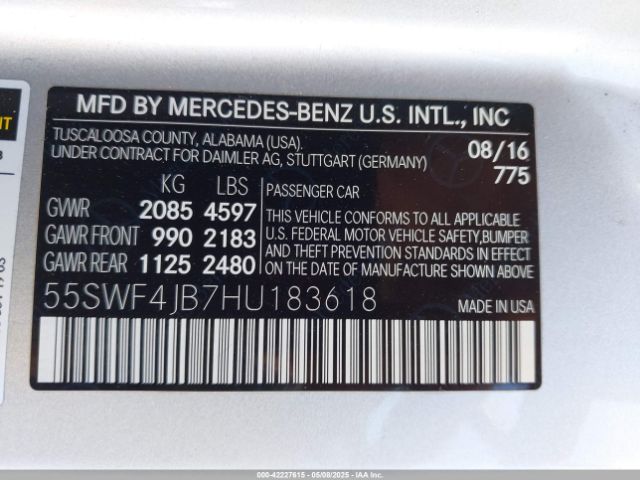 MFD BY MERCEDES-BENZ U.S. INTL., INC
TUSCALOOSA COUNTY, ALABAMA (USA).
UNDER CONTRACT FOR DAIMLER AG, STUTTGART (GERMANY)
08/16
775
KG LBS
GWR 2085 4597
GAWR FRONT 990 2183
GAWR REAR 1125 2480
PASSENGER CAR
THIS VEHICLE CONFORMS TO ALL APPLICABLE
U.S. FEDERAL MOTOR VEHICLE SAFETY,BUMPER
AND THEFT PREVENTION STANDARDS IN EFFECT
ON THE DATE OF MANUFACTURE SHOWN ABOVE
55SWF4JB7HU183618
MADE IN USA
000-42227615 - 05/08/2025 - IAAI Inc.